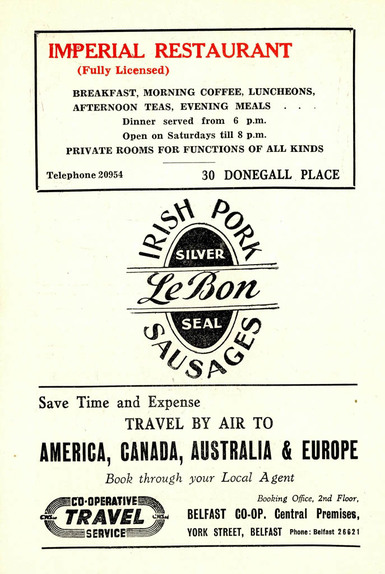 IMPERIAL RESTAURANT
(Fully Licensed)
BREAKFAST, MORNING COFFEE, LUNCHEONS,
AFTERNOON TEAS, EVENING MEALS . . .
Dinner served from 6 p.m.
Open on Saturdays till 8 p.m.
PRIVATE ROOMS FOR FUNCTIONS OF ALL KINDS
Telephone 20954 30 DONEGALL PLACE
IRISH PORK
SILVER
Le Bon
SEAL
SAUSAGES
Save Time and Expense
TRAVEL BY AIR TO
AMERICA, CANADA, AUSTRALIA & EUROPE
Book through your Local Agent
CO-OPERATIVE
TRAVEL
SERVICE
Booking Office, 2nd Floor,
BELFAST CO-OP. Central Premises,
YORK STREET, BELFAST Phone: Belfast 26621